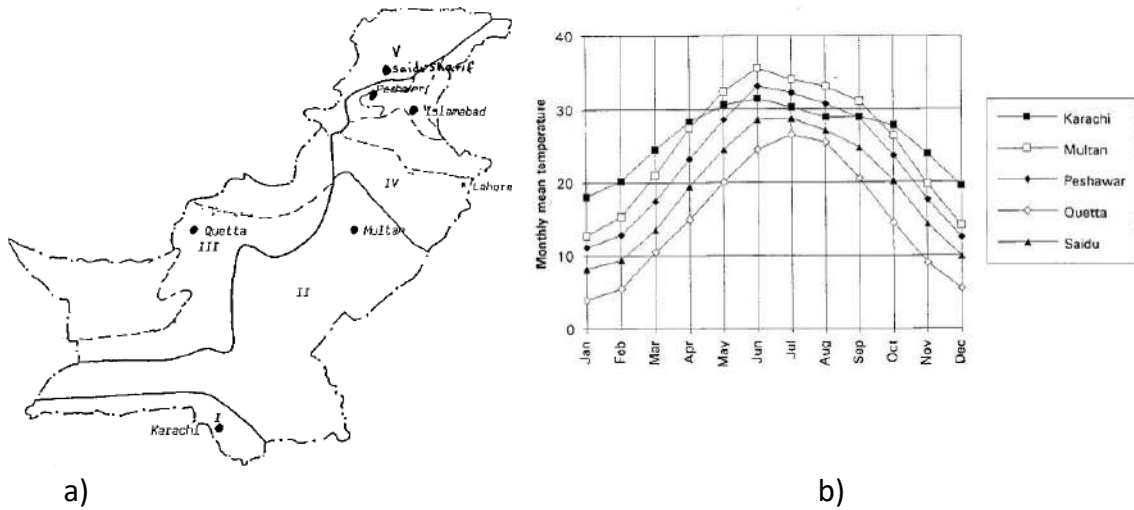 V
Saidu Sharif
Peshawar
Islamabad
IV
Lahore
Quetta
III
Multan
II
I
Karachi
a)
Monthly mean temperature
40
30
20
10
0
Jan
Feb
Mar
Apr
May
Jun
Jul
Aug
Sep
Oct
Nov
Dec
Karachi
Multan
Peshawar
Quetta
Saidu
b)